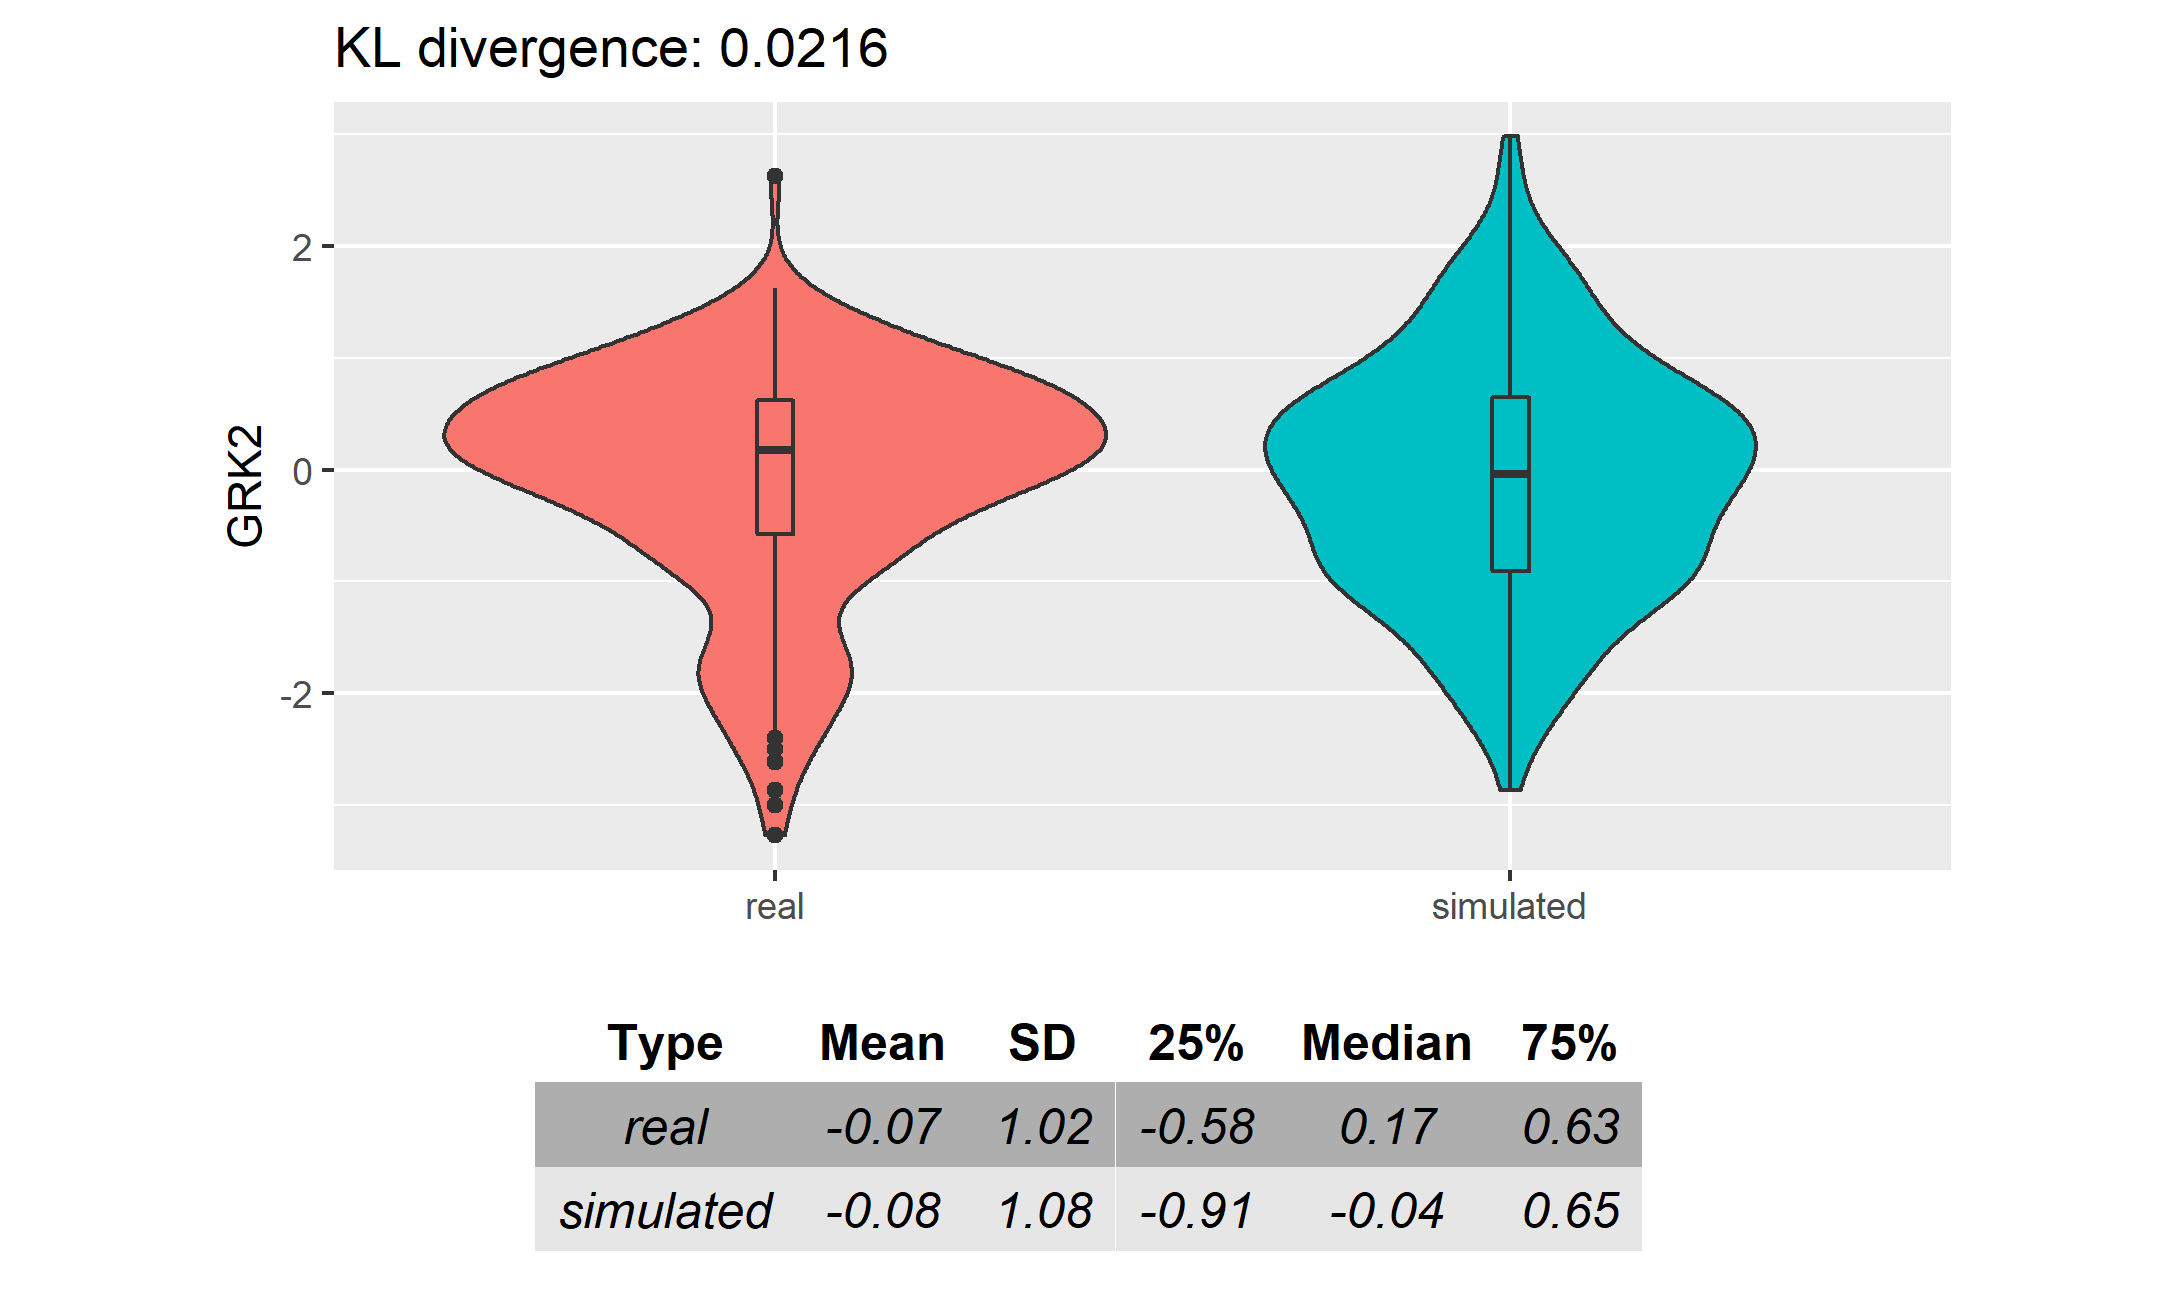 KL divergence: 0.0216
GRK2
2
0
-2
real simulated
Type Mean SD 25% Median 75%
real -0.07 1.02 -0.58 0.17 0.63
simulated -0.08 1.08 -0.91 -0.04 0.65